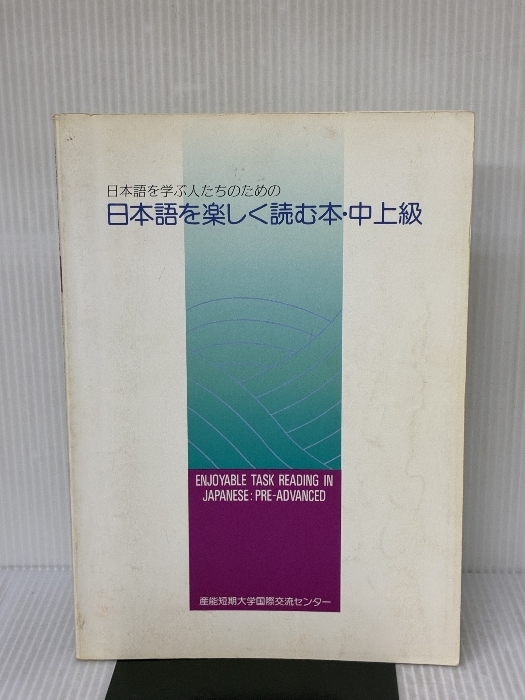 日本語を学ぶ人たちのための
日本語を楽しく読む本・中上級
ENJOYABLE TASK READING IN
JAPANESE: PRE-ADVANCED
産能短期大学国際交流センター